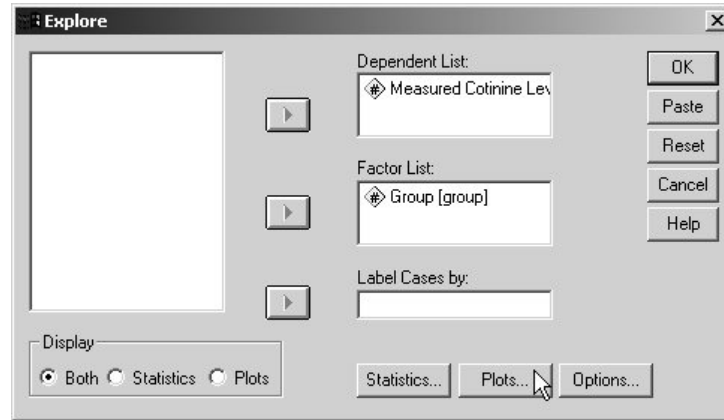 Explore
Dependent List:
# Measured Cotinine Lev
Factor List:
# Group [group]
Label Cases by:
Display
Both Statistics Plots
Statistics... Plots... Options...
OK
Paste
Reset
Cancel
Help